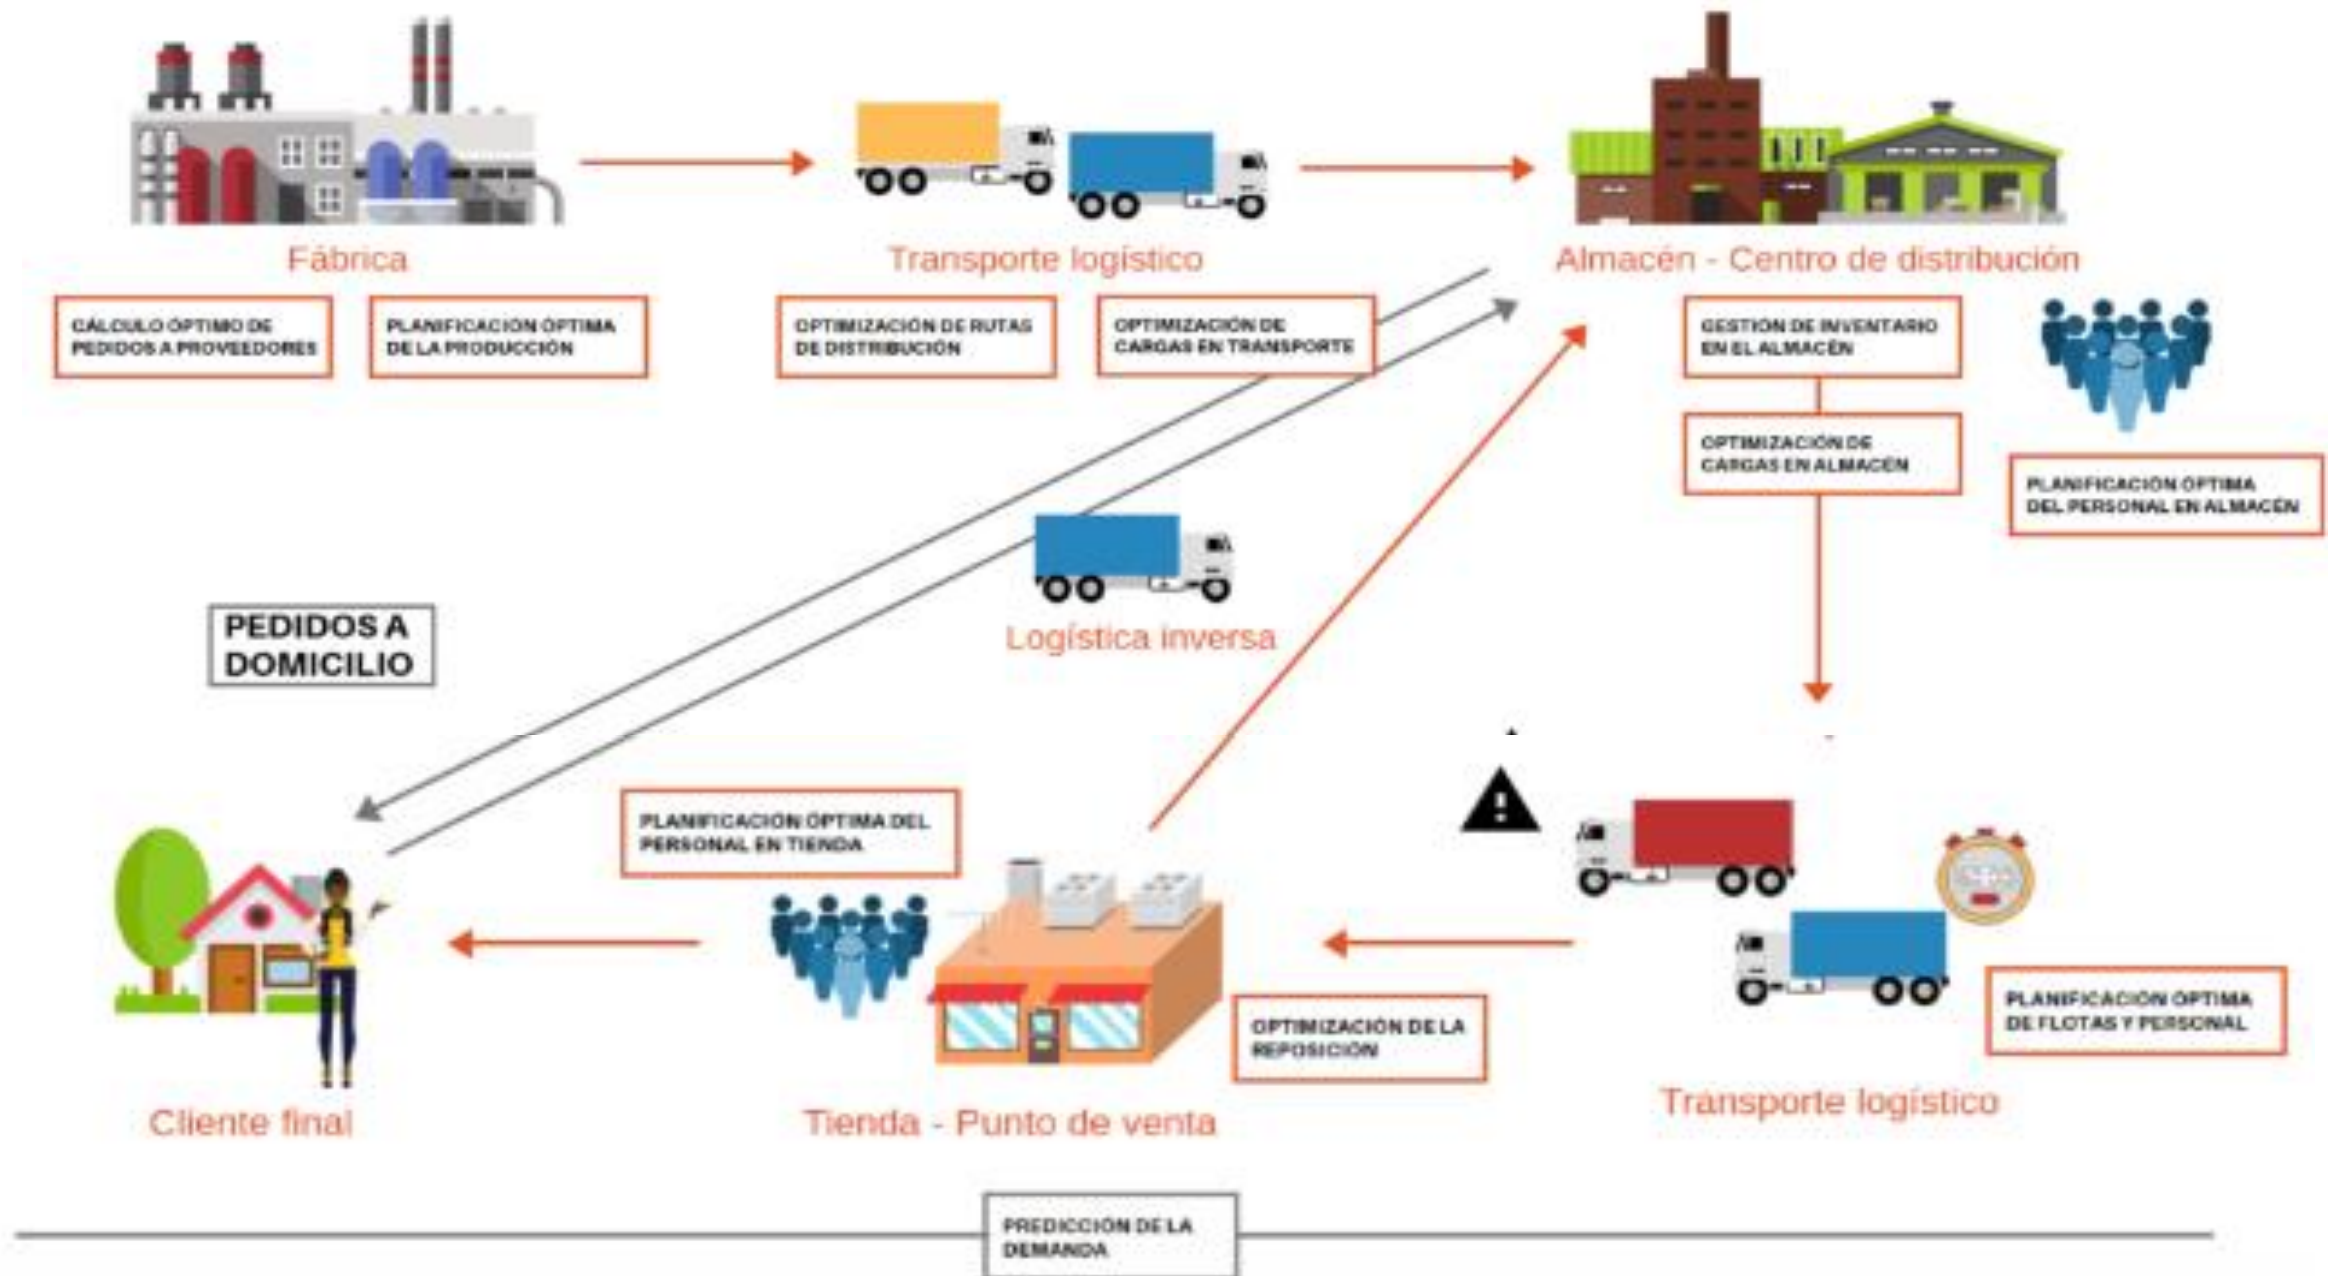 Fábrica
Transporte logístico
Almacén - Centro de distribución
CÁLCULO ÓPTIMO DE
PEDIDOS A PROVEEDORES
PLANIFICACIÓN ÓPTIMA
DE LA PRODUCCIÓN
OPTIMIZACIÓN DE RUTAS
DE DISTRIBUCIÓN
OPTIMIZACIÓN DE
CARGAS EN TRANSPORTE
GESTIÓN DE INVENTARIO
EN EL ALMACÉN
OPTIMIZACIÓN DE
CARGAS EN ALMACÉN
PLANIFICACIÓN ÓPTIMA
DEL PERSONAL EN ALMACÉN
PEDIDOS A
DOMICILIO
Logística inversa
PLANIFICACIÓN ÓPTIMA DEL
PERSONAL EN TIENDA
OPTIMIZACIÓN DE LA
REPOSICIÓN
PLANIFICACIÓN ÓPTIMA
DE FLOTAS Y PERSONAL
Cliente final
Tienda - Punto de venta
Transporte logístico
PREDICCIÓN DE LA
DEMANDA